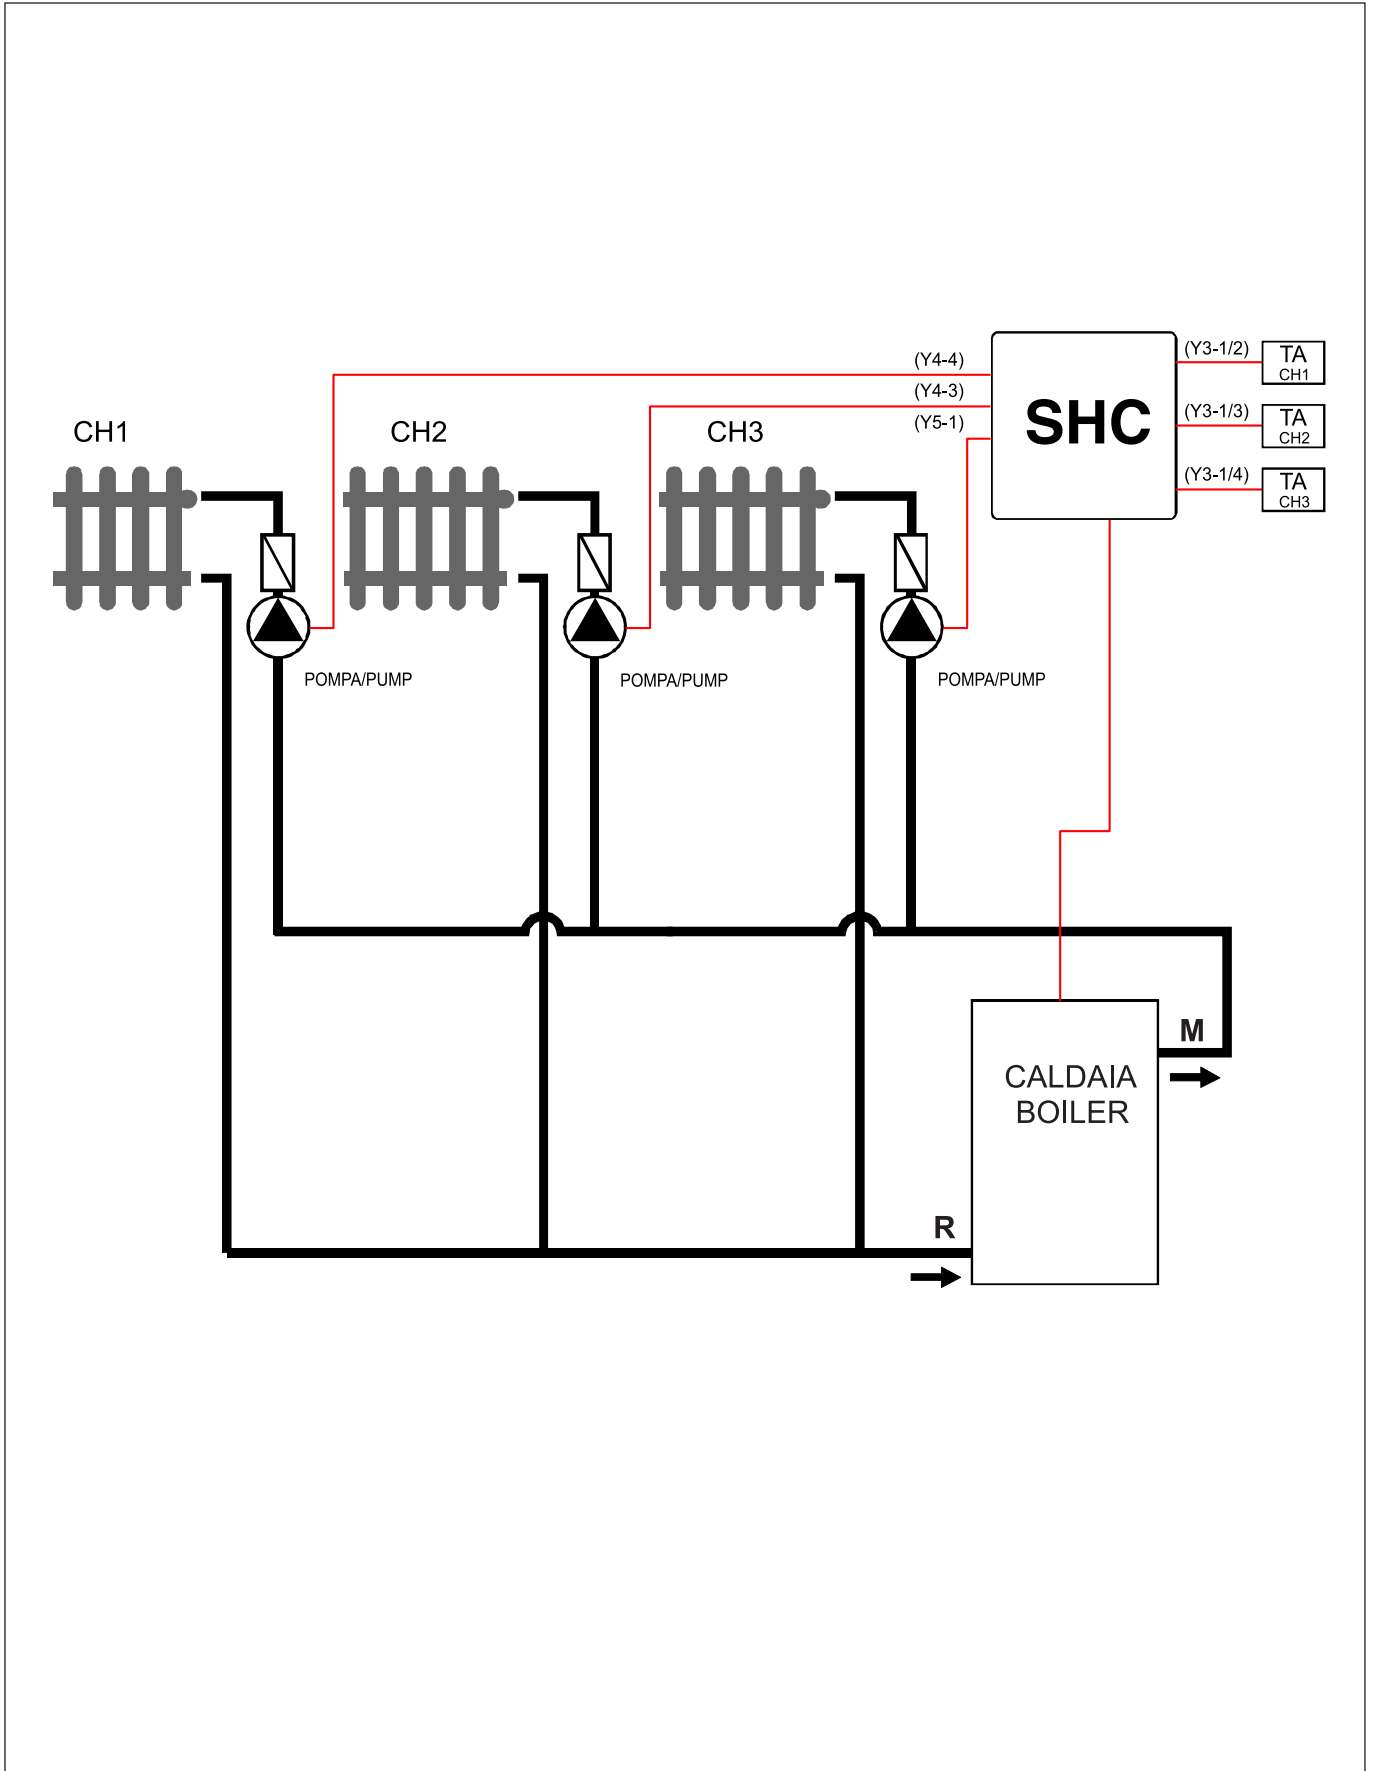 (Y4-4)
(Y4-3)
(Y5-1)
SHC
(Y3-1/2)
TA
CH1
(Y3-1/3)
TA
CH2
(Y3-1/4)
TA
CH3
CH1
CH2
CH3
POMPA/PUMP
POMPA/PUMP
POMPA/PUMP
M
CALDAIA
BOILER
R